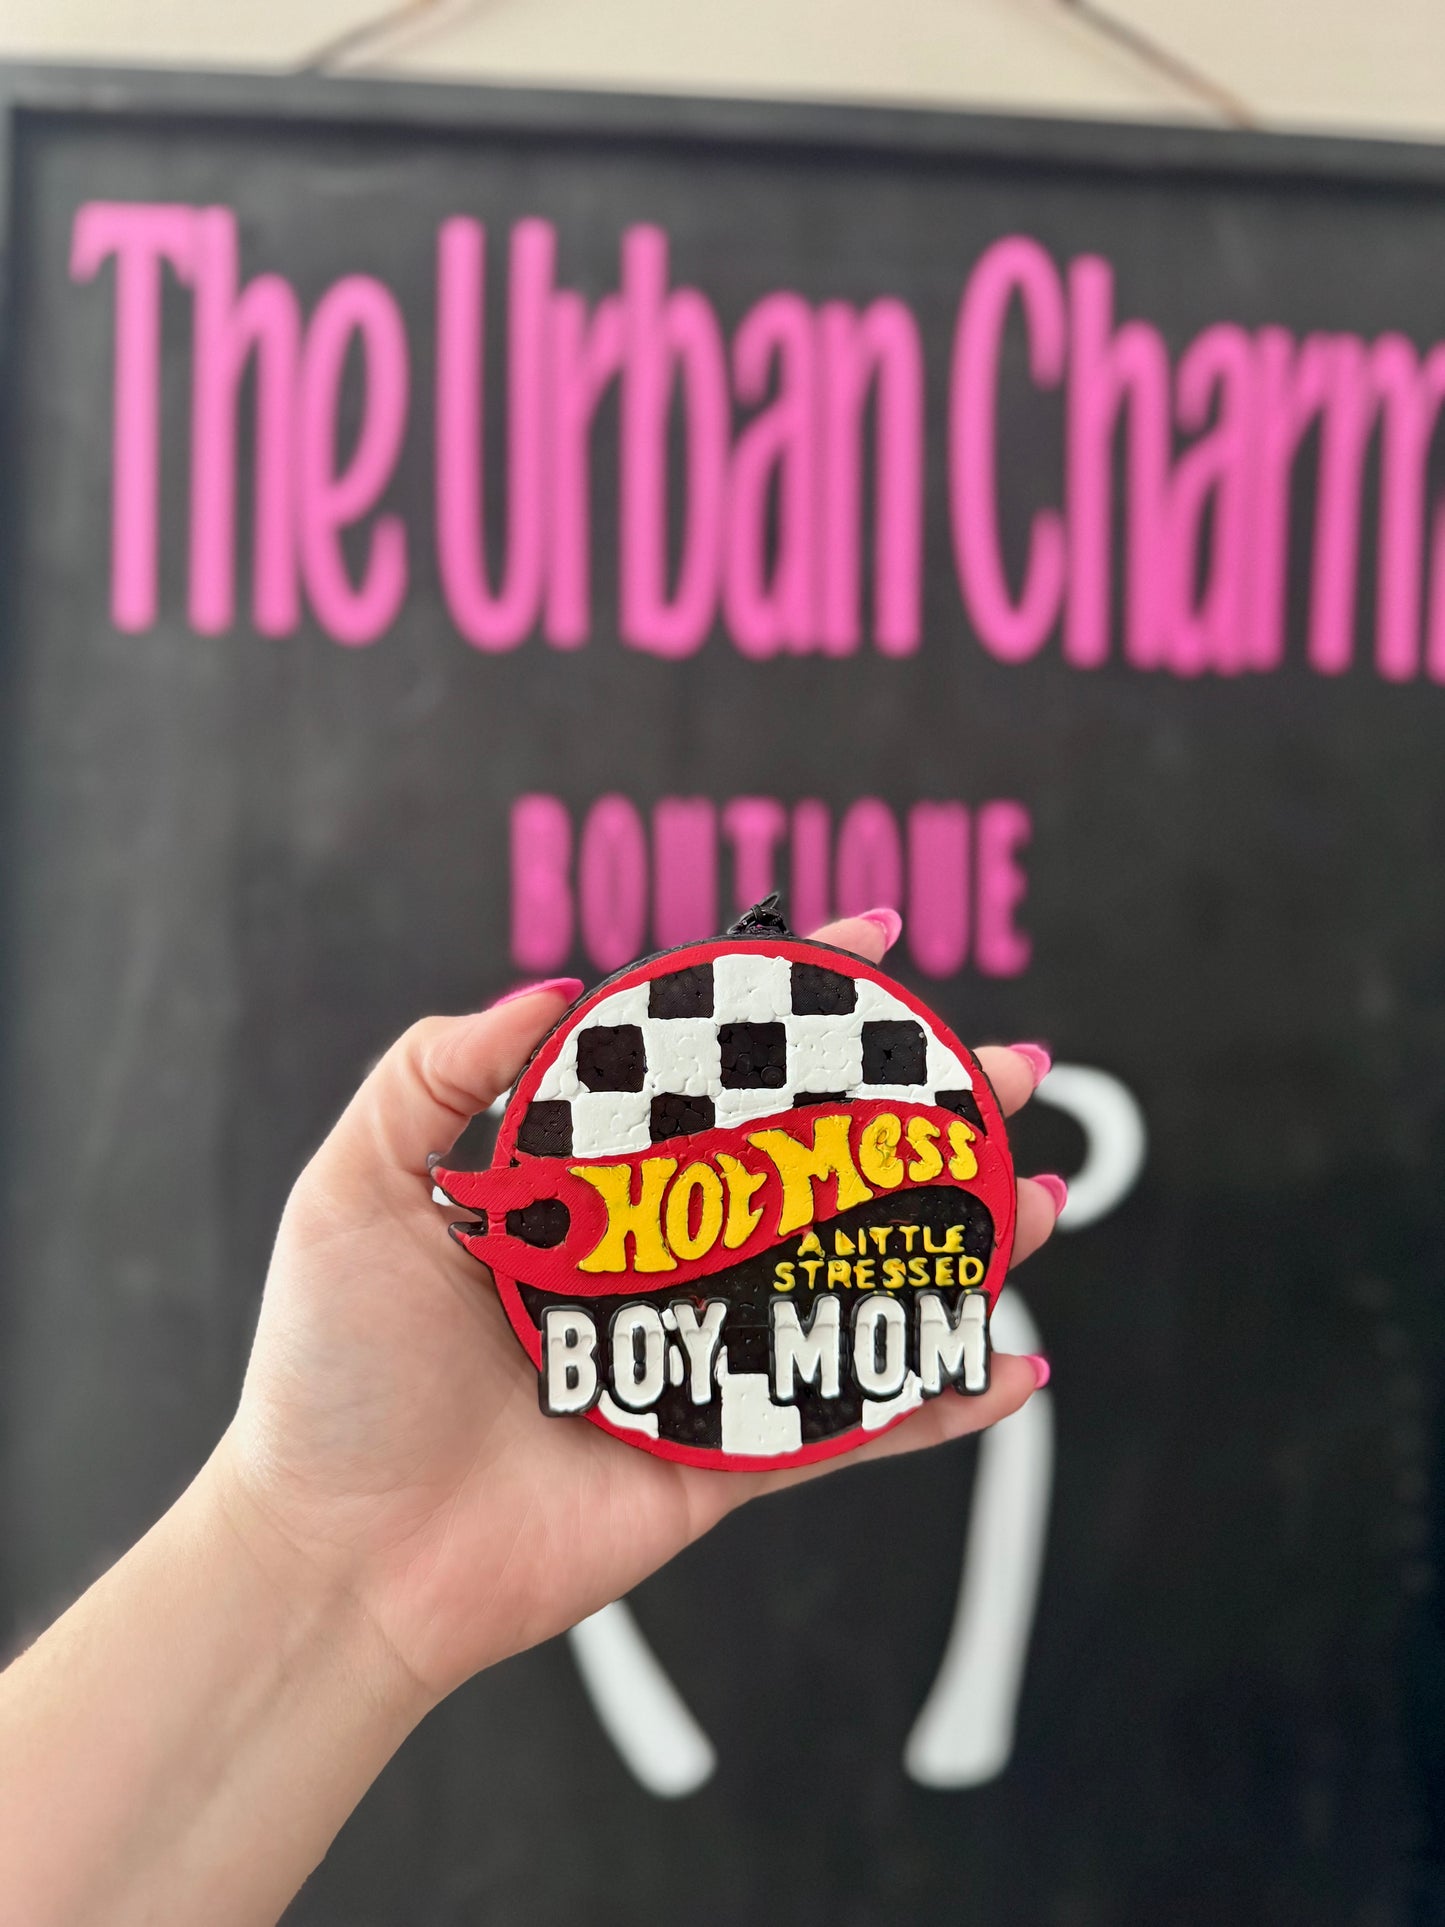 The Urban Charm
BOUTIQUE
HOt MESS
A LITTLE
STRESSED
BOY MOM